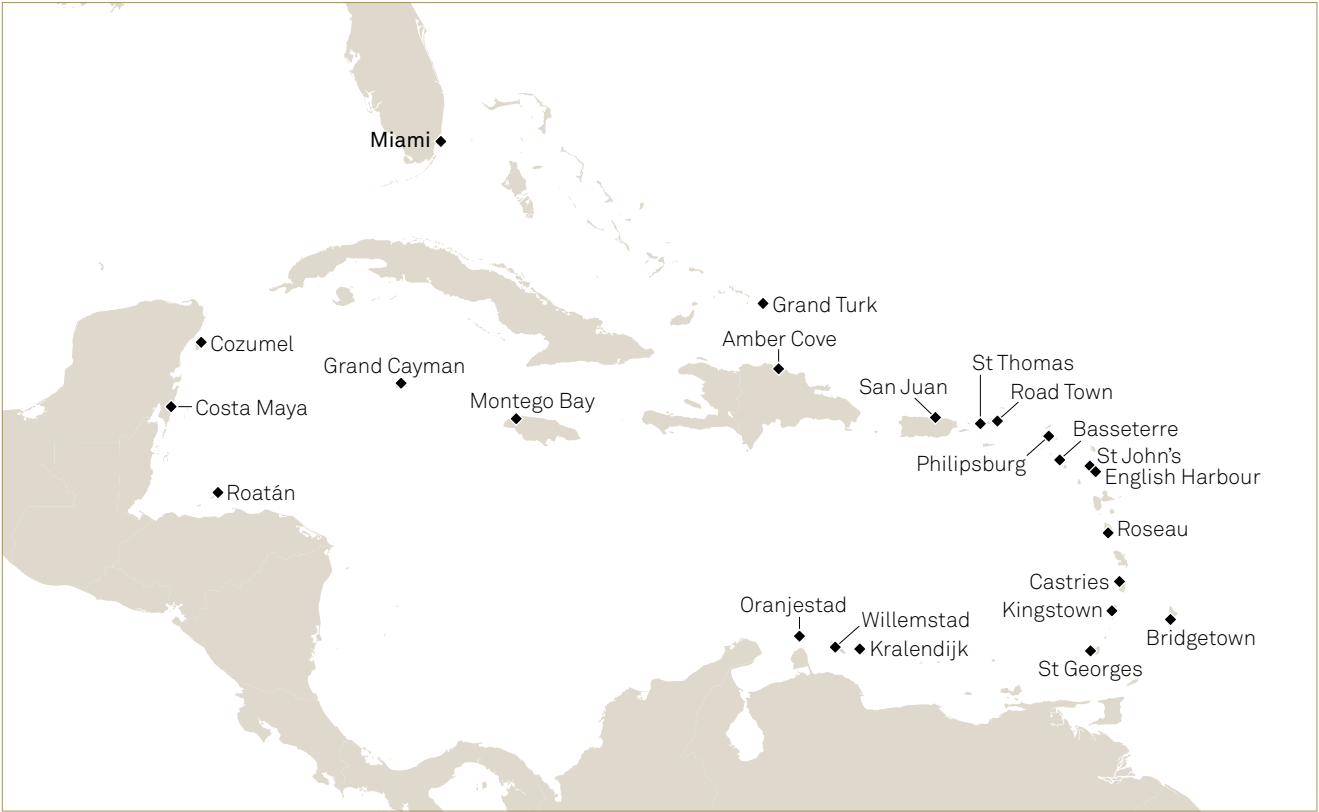 Miami
Grand Turk
Amber Cove
Cozumel
Grand Cayman
St Thomas
San Juan
Road Town
Montego Bay
Costa Maya
Basseterre
St John’s
Philipsburg
English Harbour
Roatán
Roseau
Castries
Oranjestad
Kingstown
Willemstad
Bridgetown
Kralendijk
St Georges